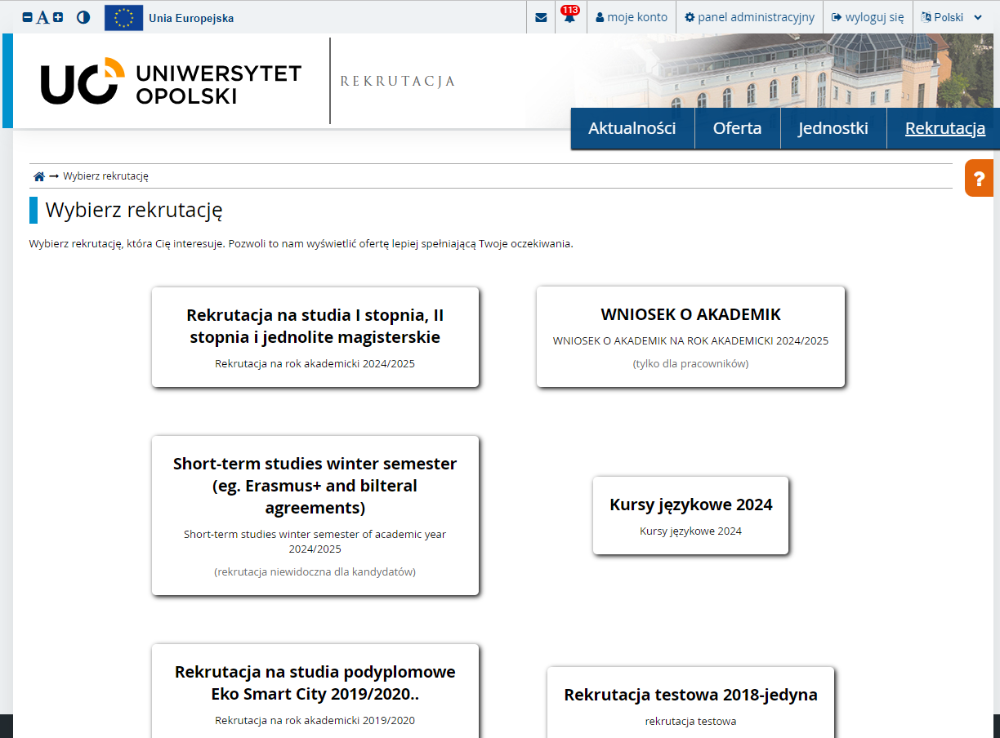 A
Unia Europejska
113
moje konto
panel administracyjny
wyloguj się
Polski
UO UNIWERSYTET
OPOLSKI
REKRUTACJA
Aktualności
Oferta
Jednostki
Rekrutacja
Wybierz rekrutację
?
Wybierz rekrutację
Wybierz rekrutację, która Cię interesuje. Pozwoli to nam wyświetlić ofertę lepiej spełniającą Twoje oczekiwania.
Rekrutacja na studia I stopnia, II
stopnia i jednolite magisterskie
Rekrutacja na rok akademicki 2024/2025
WNIOSEK O AKADEMIK
WNIOSEK O AKADEMIK NA ROK AKADEMICKI 2024/2025
(tylko dla pracowników)
Short-term studies winter semester
(eg. Erasmus+ and bilteral
agreements)
Short-term studies winter semester of academic year
2024/2025
(rekrutacja niewidoczna dla kandydatów)
Kursy językowe 2024
Kursy językowe 2024
Rekrutacja na studia podyplomowe
Eko Smart City 2019/2020..
Rekrutacja na rok akademicki 2019/2020
Rekrutacja testowa 2018-jedyna
rekrutacja testowa